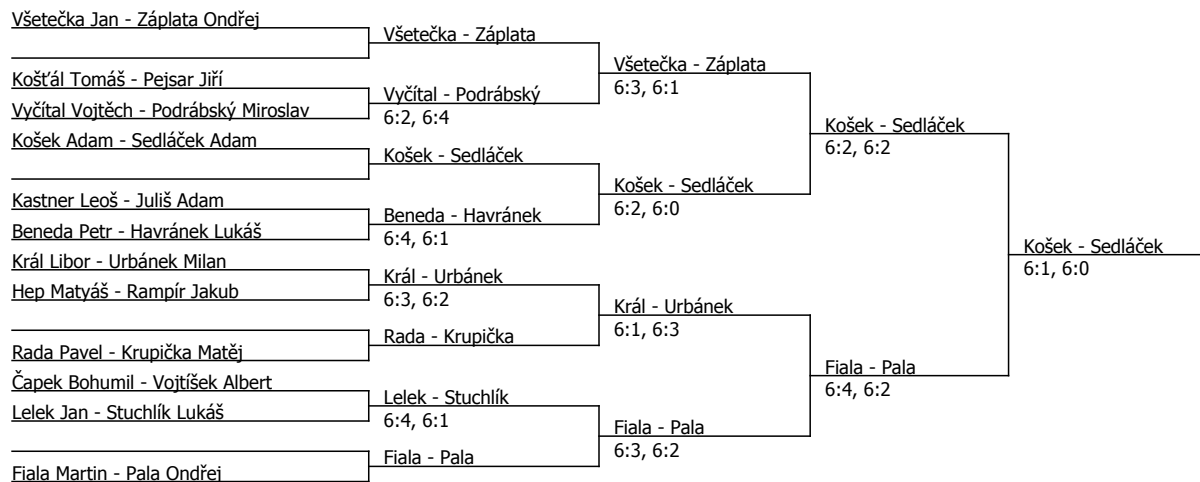 Všetečka Jan - Záplata Ondřej
Všetečka - Záplata
Všetečka - Záplata
6:3, 6:1
Košťál Tomáš - Pejsar Jiří
Vyčítal Vojtěch - Podrábský Miroslav
Vyčítal - Podrábský
6:2, 6:4
Košek - Sedláček
6:2, 6:2
Košek Adam - Sedláček Adam
Košek - Sedláček
Košek - Sedláček
6:2, 6:0
Kastner Leoš - Juliš Adam
Beneda Petr - Havránek Lukáš
Beneda - Havránek
6:4, 6:1
Košek - Sedláček
6:1, 6:0
Král Libor - Urbánek Milan
Hep Matyáš - Rampír Jakub
Král - Urbánek
6:3, 6:2
Král - Urbánek
6:1, 6:3
Rada - Krupička
Rada Pavel - Krupička Matěj
Fiala - Pala
6:4, 6:2
Čapek Bohumil - Vojtíšek Albert
Lelek Jan - Stuchlík Lukáš
Lelek - Stuchlík
6:4, 6:1
Fiala - Pala
6:3, 6:2
Fiala - Pala
Fiala Martin - Pala Ondřej